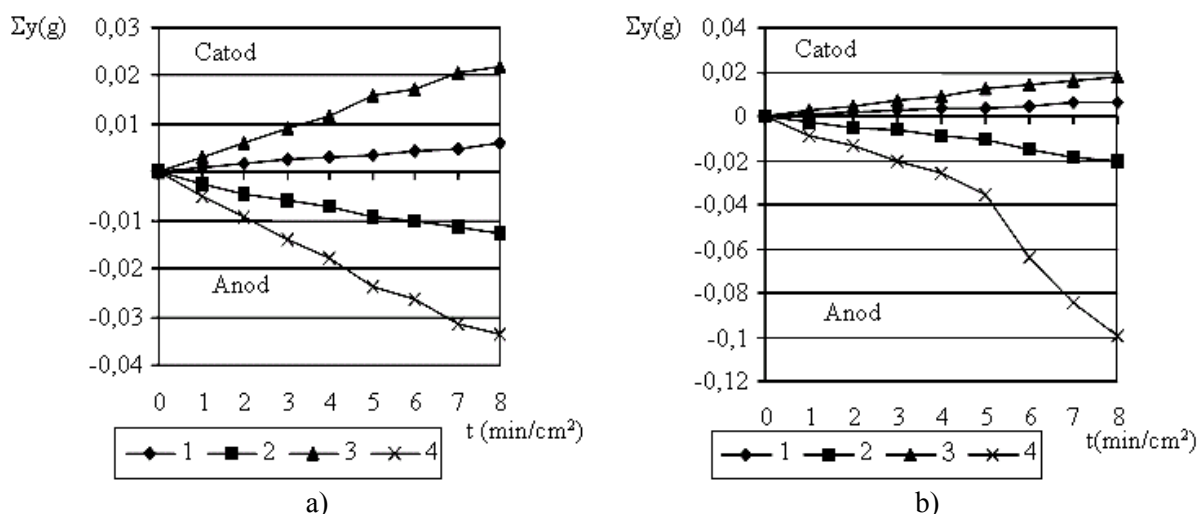 Σy(g)
0,03
0,02
0,01
0
-0,01
-0,02
-0,03
-0,04
Catod
Anod
0 1 2 3 4 5 6 7 8
t (min/cm²)
1 2 3 4
a)
Σy(g)
0,04
0,02
0
-0,02
-0,04
-0,06
-0,08
-0,1
-0,12
Catod
Anod
0 1 2 3 4 5 6 7 8
t(min/cm²)
1 2 3 4
b)